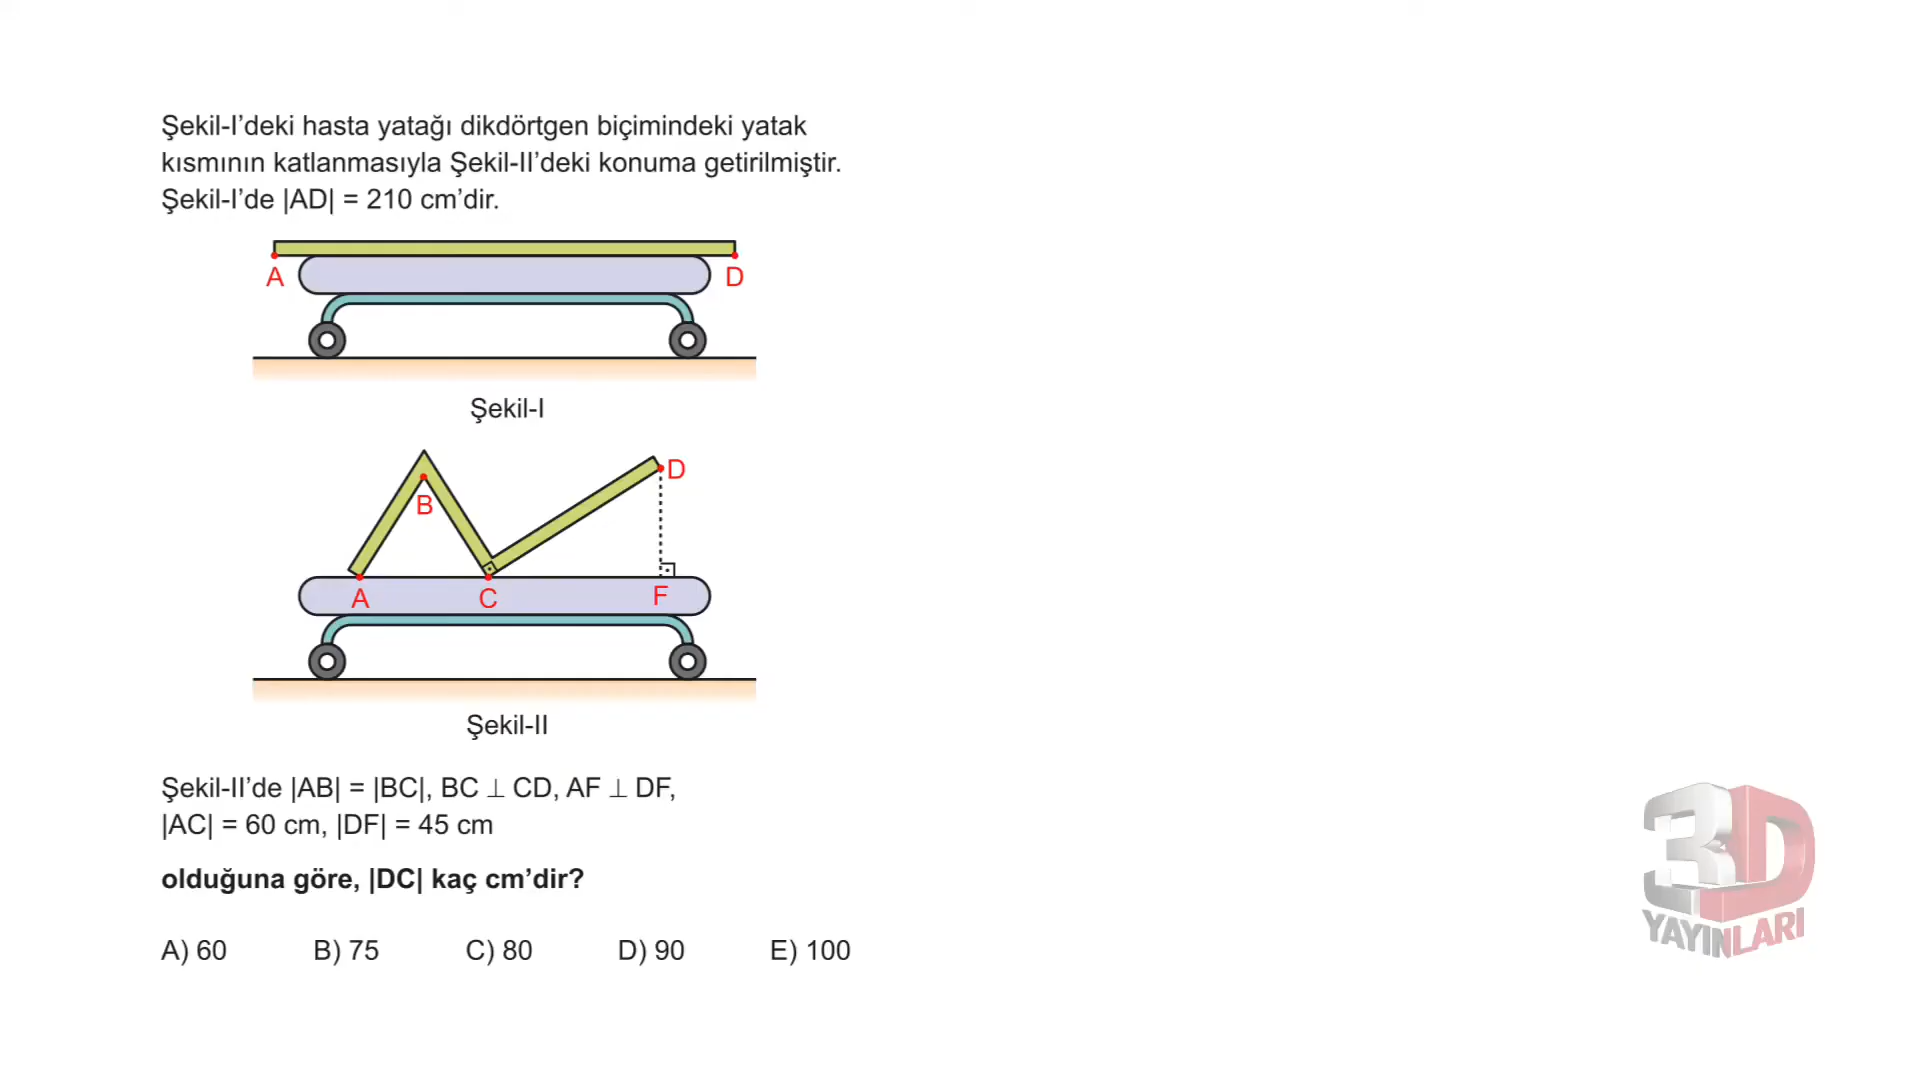 Şekil-I’deki hasta yatağı dikdörtgen biçimindeki yatak
kısmının katlanmasıyla Şekil-II’deki konuma getirilmiştir.
Şekil-I’de |AD| = 210 cm’dir.
A
D
Şekil-I
D
B
A
C
F
Şekil-II
Şekil-II’de |AB| = |BC|, BC ⊥ CD, AF ⊥ DF,
|AC| = 60 cm, |DF| = 45 cm
olduğuna göre, |DC| kaç cm’dir?
A) 60 B) 75 C) 80 D) 90 E) 100
3D
YAYINLARI